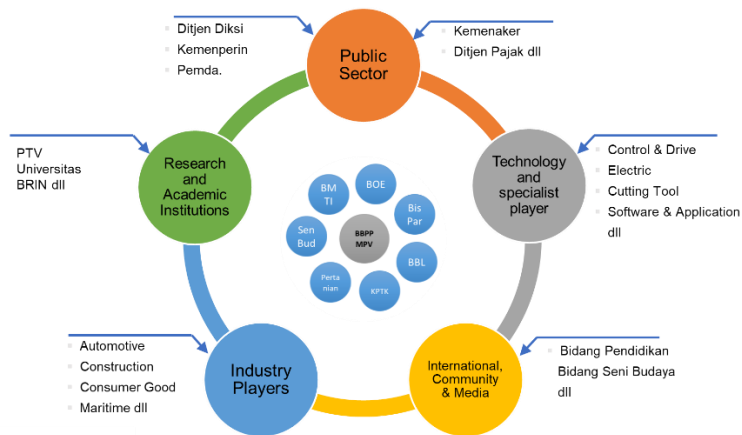 Ditjen Diksi
Kemenperin
Pemda.
Public
Sector
Kemenaker
Ditjen Pajak dll
PTV
Universitas
BRIN dll
Research
and
Academic
Institutions
Technology
and
specialist
player
Control & Drive
Electric
Cutting Tool
Software & Application
dll
BM
TI
BOE
Bis
Par
Sen
Bud
BBPP
MPV
BBL
Perta
nian
KPTK
Automotive
Construction
Consumer Good
Maritime dll
Industry
Players
International,
Community
& Media
Bidang Pendidikan
Bidang Seni Budaya
dll